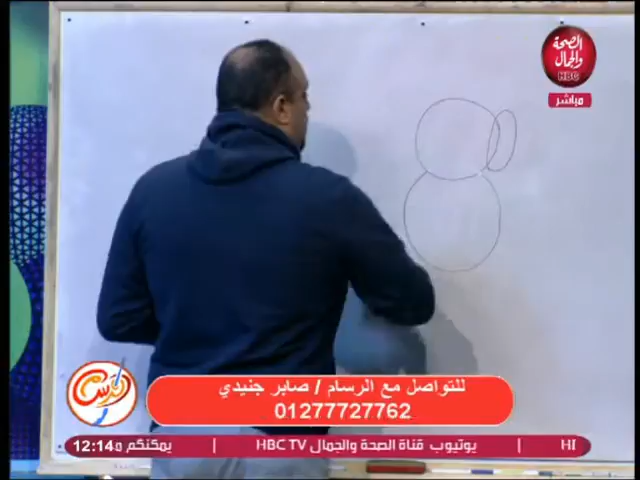 الصحة
والجمال
HBC
مباشر
للتواصل مع الرسام / صابر جنيدي
01277727762
12:14 يمكنكم | يوتيوب قناة الصحة والجمال HBC TV